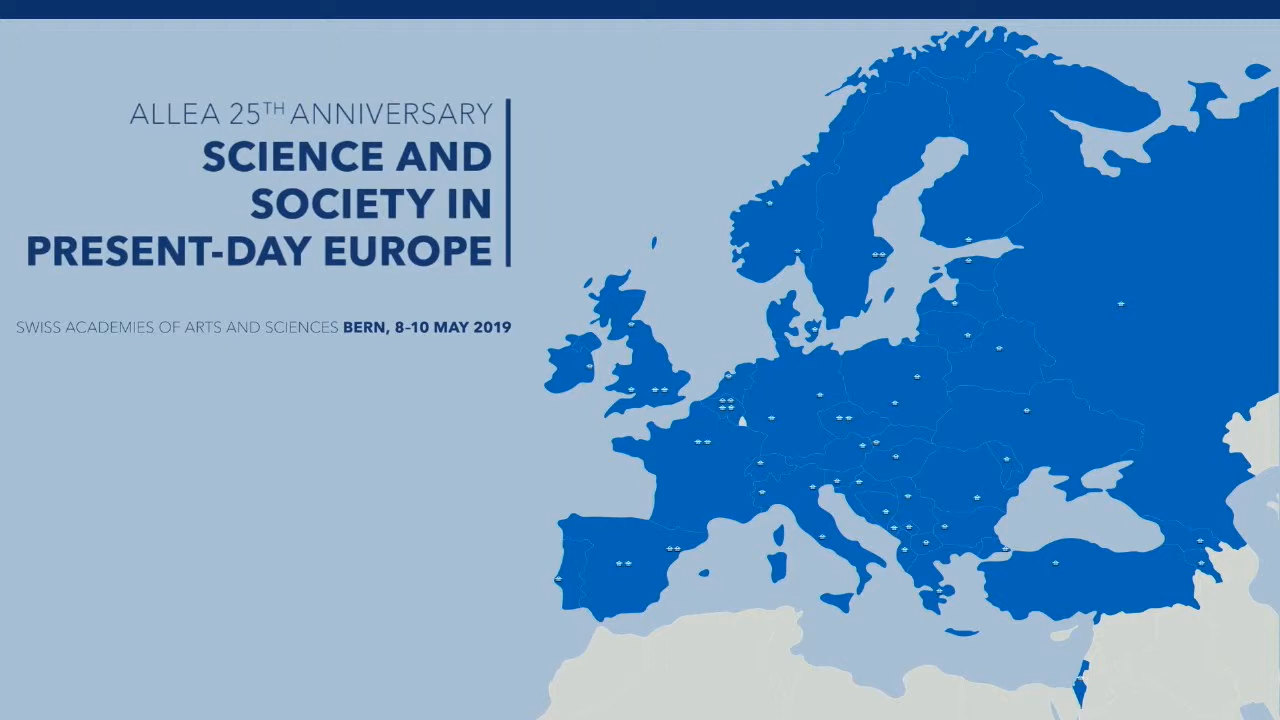 ALLEA 25TH ANNIVERSARY
SCIENCE AND
SOCIETY IN
PRESENT-DAY EUROPE
SWISS ACADEMIES OF ARTS AND SCIENCES BERN, 8-10 MAY 2019